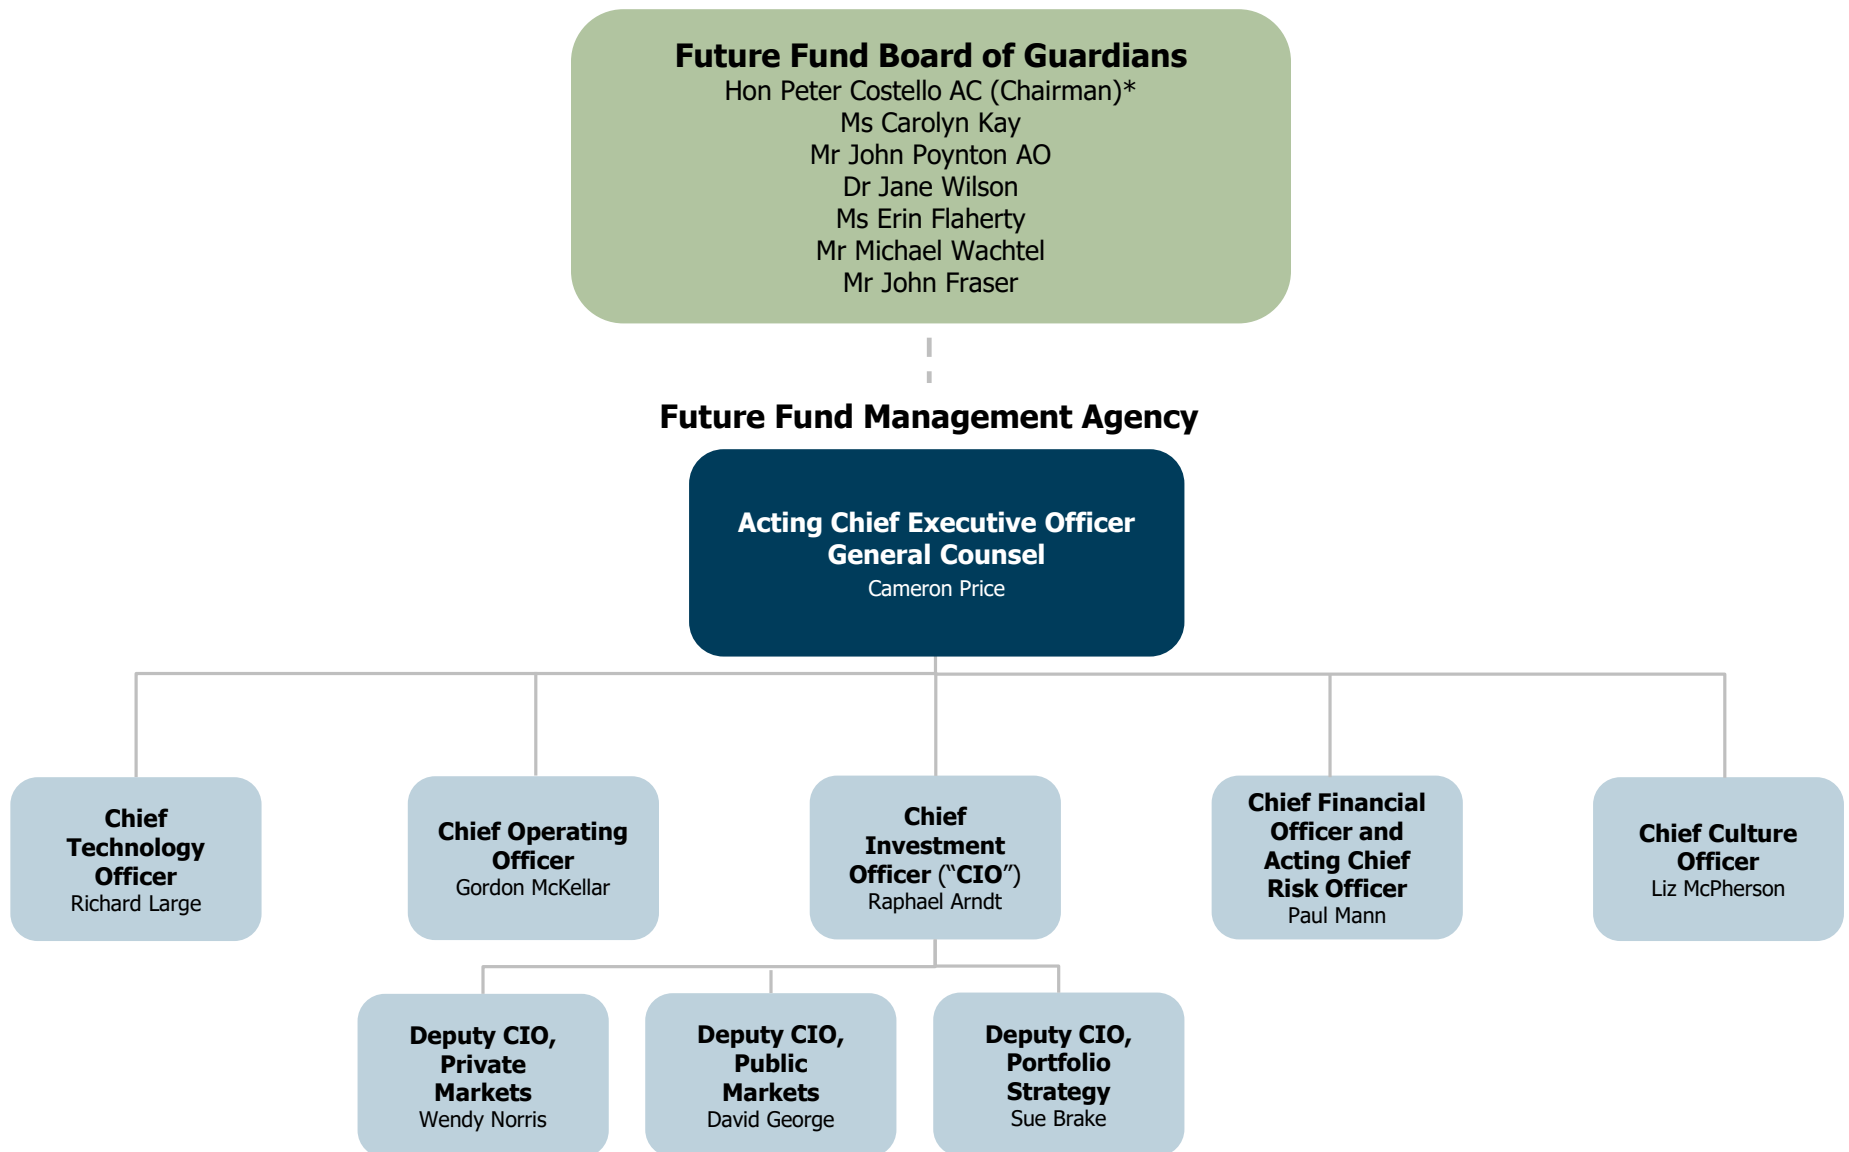 Future Fund Board of Guardians
Hon Peter Costello AC (Chairman)*
Ms Carolyn Kay
Mr John Poynton AO
Dr Jane Wilson
Ms Erin Flaherty
Mr Michael Wachtel
Mr John Fraser
Future Fund Management Agency
Acting Chief Executive Officer
General Counsel
Cameron Price
Chief
Technology
Officer
Richard Large
Chief Operating
Officer
Gordon McKellar
Chief
Investment
Officer (“CIO”)
Raphael Arndt
Chief Financial
Officer and
Acting Chief
Risk Officer
Paul Mann
Chief Culture
Officer
Liz McPherson
Deputy CIO,
Private
Markets
Wendy Norris
Deputy CIO,
Public
Markets
David George
Deputy CIO,
Portfolio
Strategy
Sue Brake